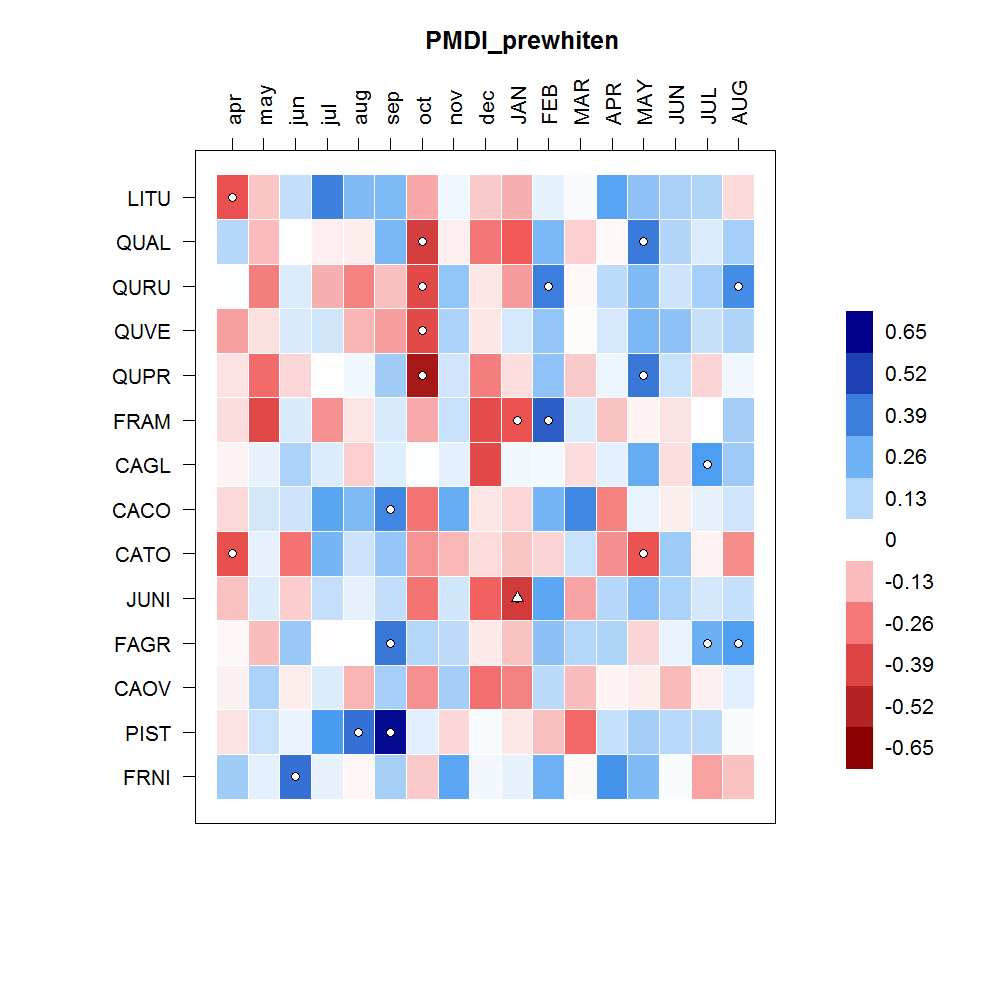 PMDI_prewhiten
apr may jun jul aug sep oct nov dec JAN FEB MAR APR MAY JUN JUL AUG
LITU
QUAL
QURU
QUVE
QUPR
FRAM
CAGL
CACO
CATO
JUNI
FAGR
CAOV
PIST
FRNI
0.65
0.52
0.39
0.26
0.13
0
-0.13
-0.26
-0.39
-0.52
-0.65